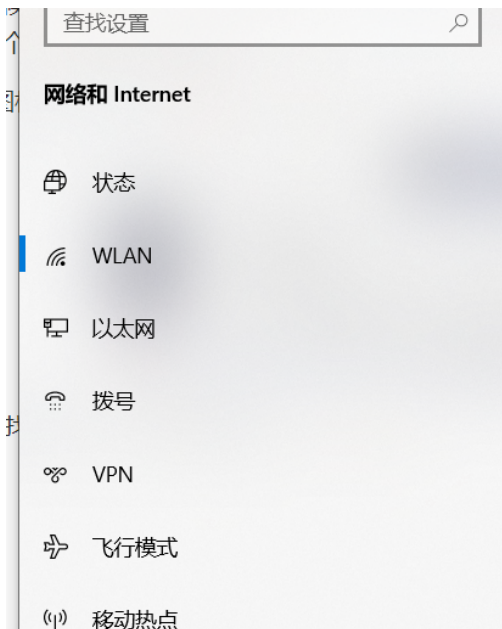 查找设置
网络和 Internet
状态
WLAN
以太网
拨号
VPN
飞行模式
移动热点